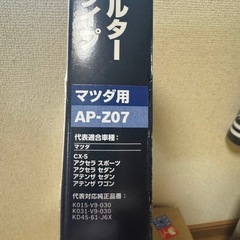 ルター
イプ
マツダ用
AP-Z07
代表適合車種：
マツダ
CX-5
アクセラ スポーツ
アクセラ セダン
アテンザ セダン
アテンザ ワゴン
代表対応純正品番：
K015-V9-030
K031-V9-030
KD45-61-J6X